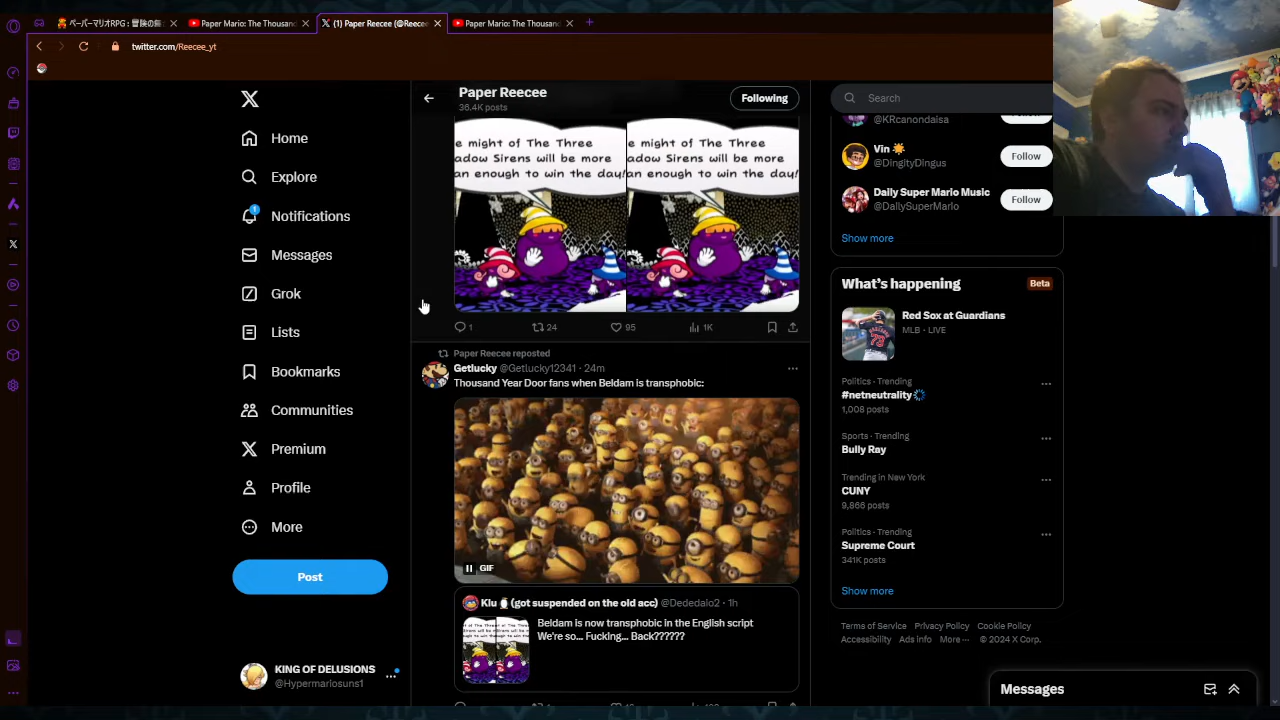 ペーパーマリオRPG : 冒険の舞
Paper Mario: The Thousand
(1) Paper Reecee (@Reece
Paper Mario: The Thousand
twitter.com/Reecee_yt
Home
Explore
1
Notifications
Messages
Grok
Lists
Bookmarks
Communities
Premium
Profile
More
Post
KING OF DELUSIONS
@Hypermariosuns1
Paper Reecee
36.4K posts
Following
e might of The Three
adow Sirens will be more
an enough to win the day!
e might of The Three
adow Sirens will be more
an enough to win the day!
1 24 95 1K
Paper Reecee reposted
Getlucky @Getlucky12341 · 24m
Thousand Year Door fans when Beldam is transphobic:
GIF
Klu (got suspended on the old acc) @Dededalo2 · 1h
Beldam is now transphobic in the English script
We're so... Fucking... Back??????
Search
@KRcanondaisa
Follow
Vin
@DingityDingus
Follow
Daily Super Mario Music
@DailySuperMario
Follow
Show more
What's happening
Beta
Red Sox at Guardians
MLB · LIVE
Politics · Trending
#netneutrality
1,008 posts
Sports · Trending
Bully Ray
Trending in New York
CUNY
9,866 posts
Politics · Trending
Supreme Court
341K posts
Show more
Terms of Service Privacy Policy Cookie Policy
Accessibility Ads info More ··· © 2024 X Corp.
Messages